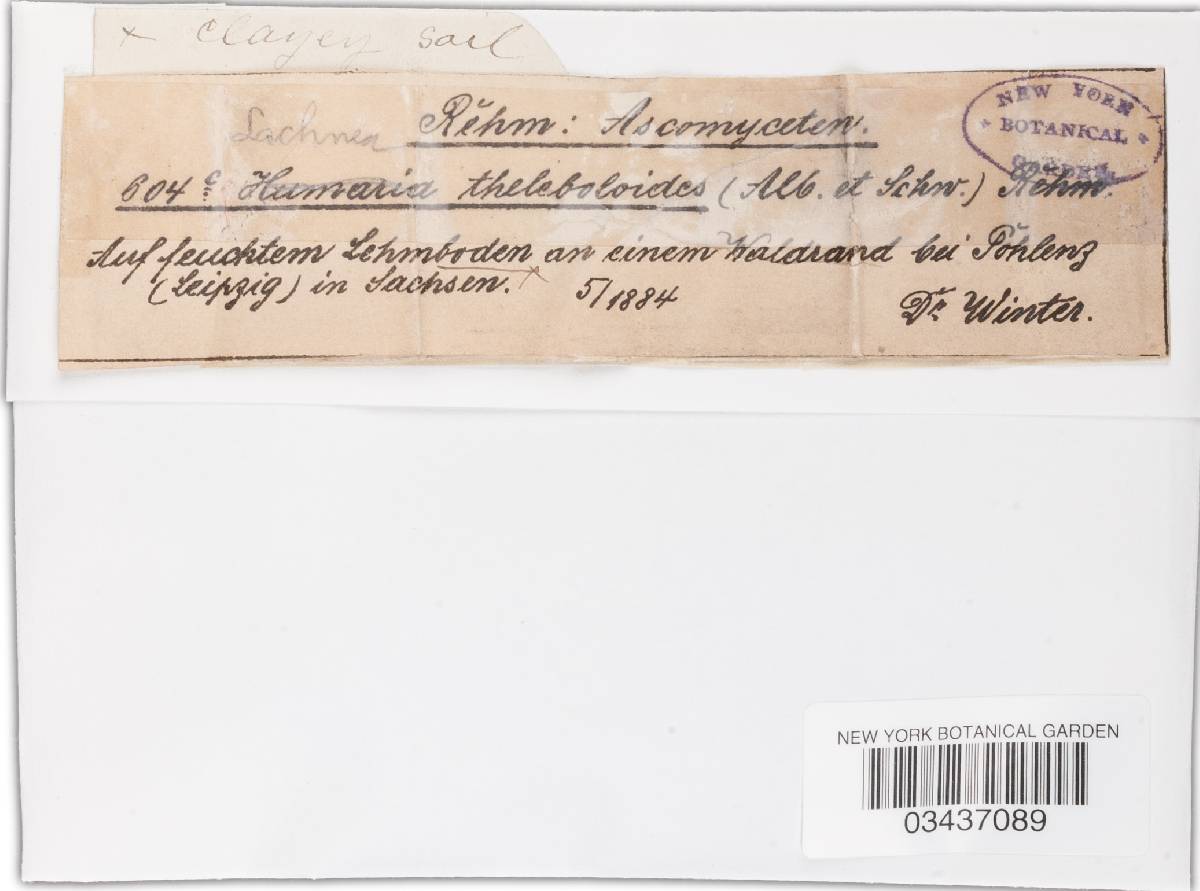 x clayey soil
Lachnea Rehm: Ascomyceten.
NEW YORK
BOTANICAL
GARDEN
604 c. Humaria theleboloides (Alb. et Schw.) Rehm.
Auf feuchtem Lehmboden an einem Waldrand bei Pöhlenz
(Leipzig) in Sachsen. x 5/1884 Dr. Winter.
NEW YORK BOTANICAL GARDEN
03437089